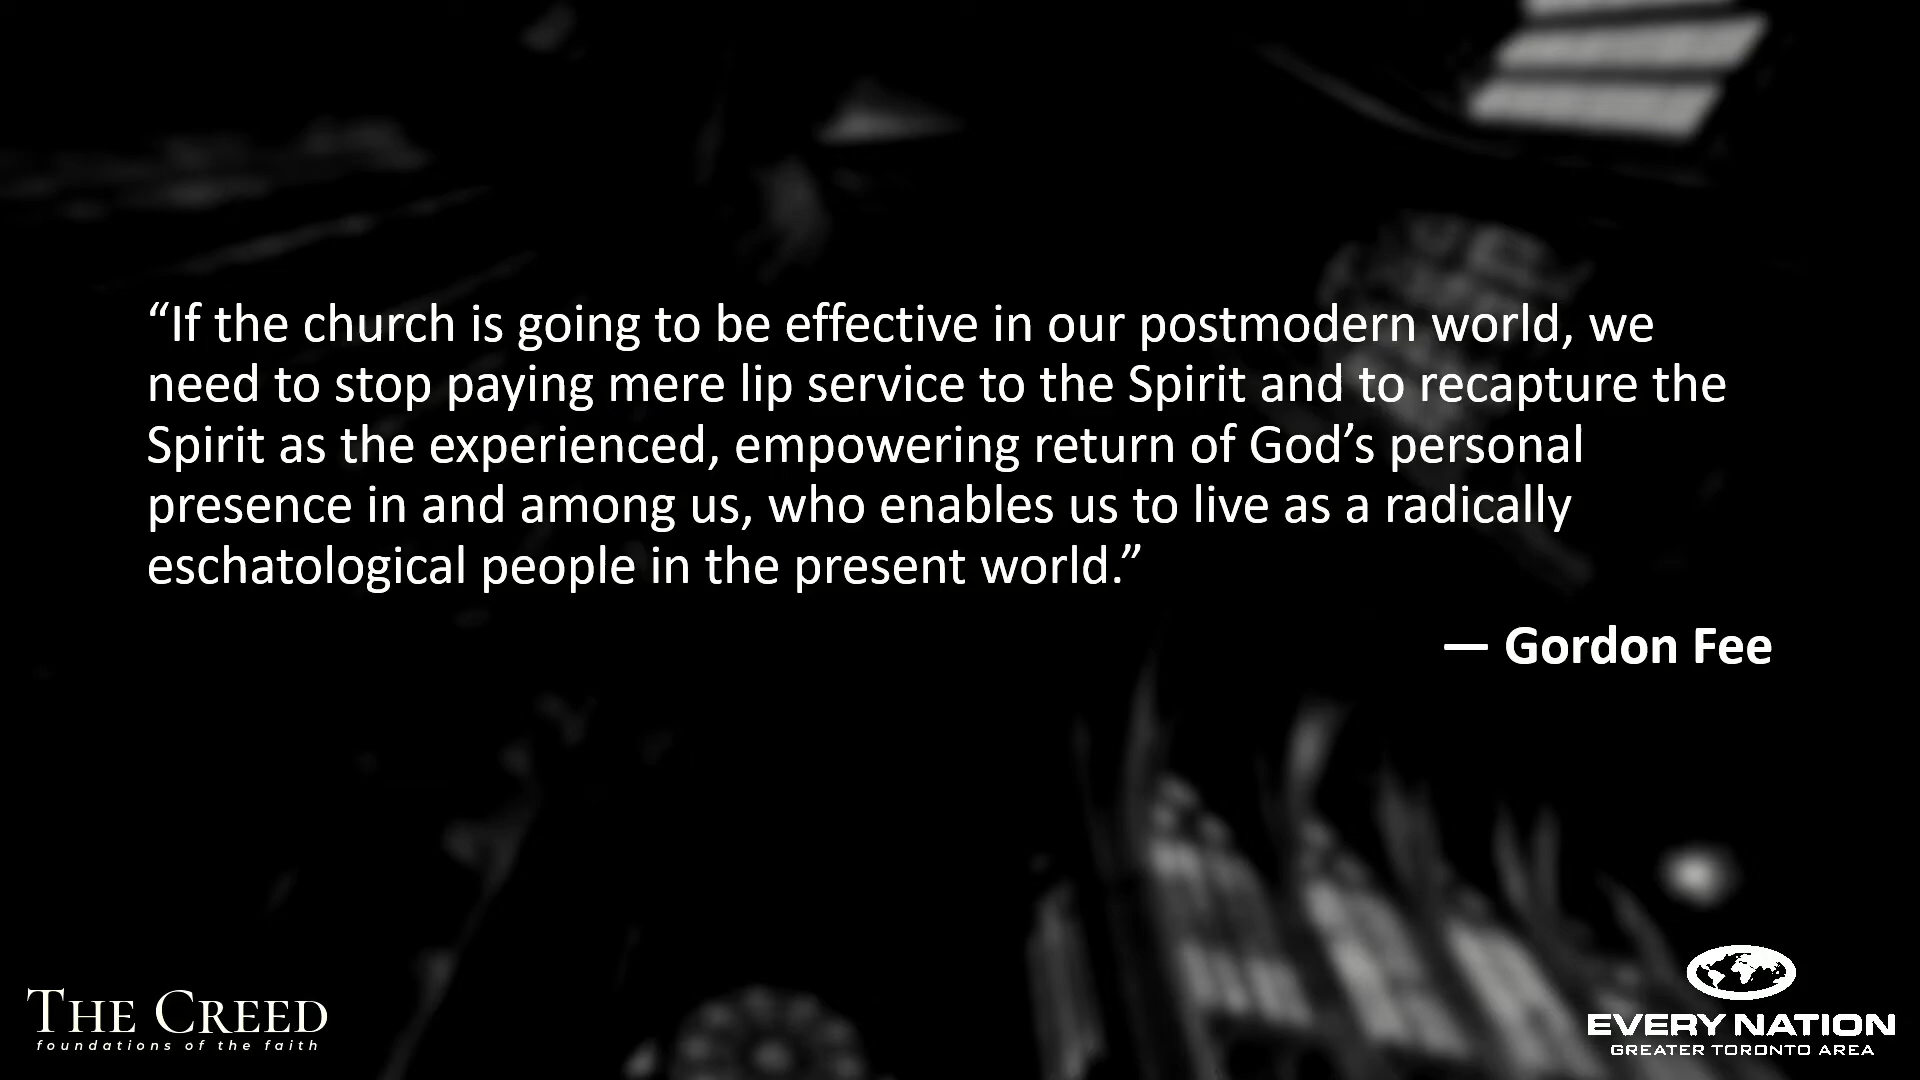 “If the church is going to be effective in our postmodern world, we
need to stop paying mere lip service to the Spirit and to recapture the
Spirit as the experienced, empowering return of God’s personal
presence in and among us, who enables us to live as a radically
eschatological people in the present world.”
— Gordon Fee
THE CREED
foundations of the faith
EVERY NATION
GREATER TORONTO AREA